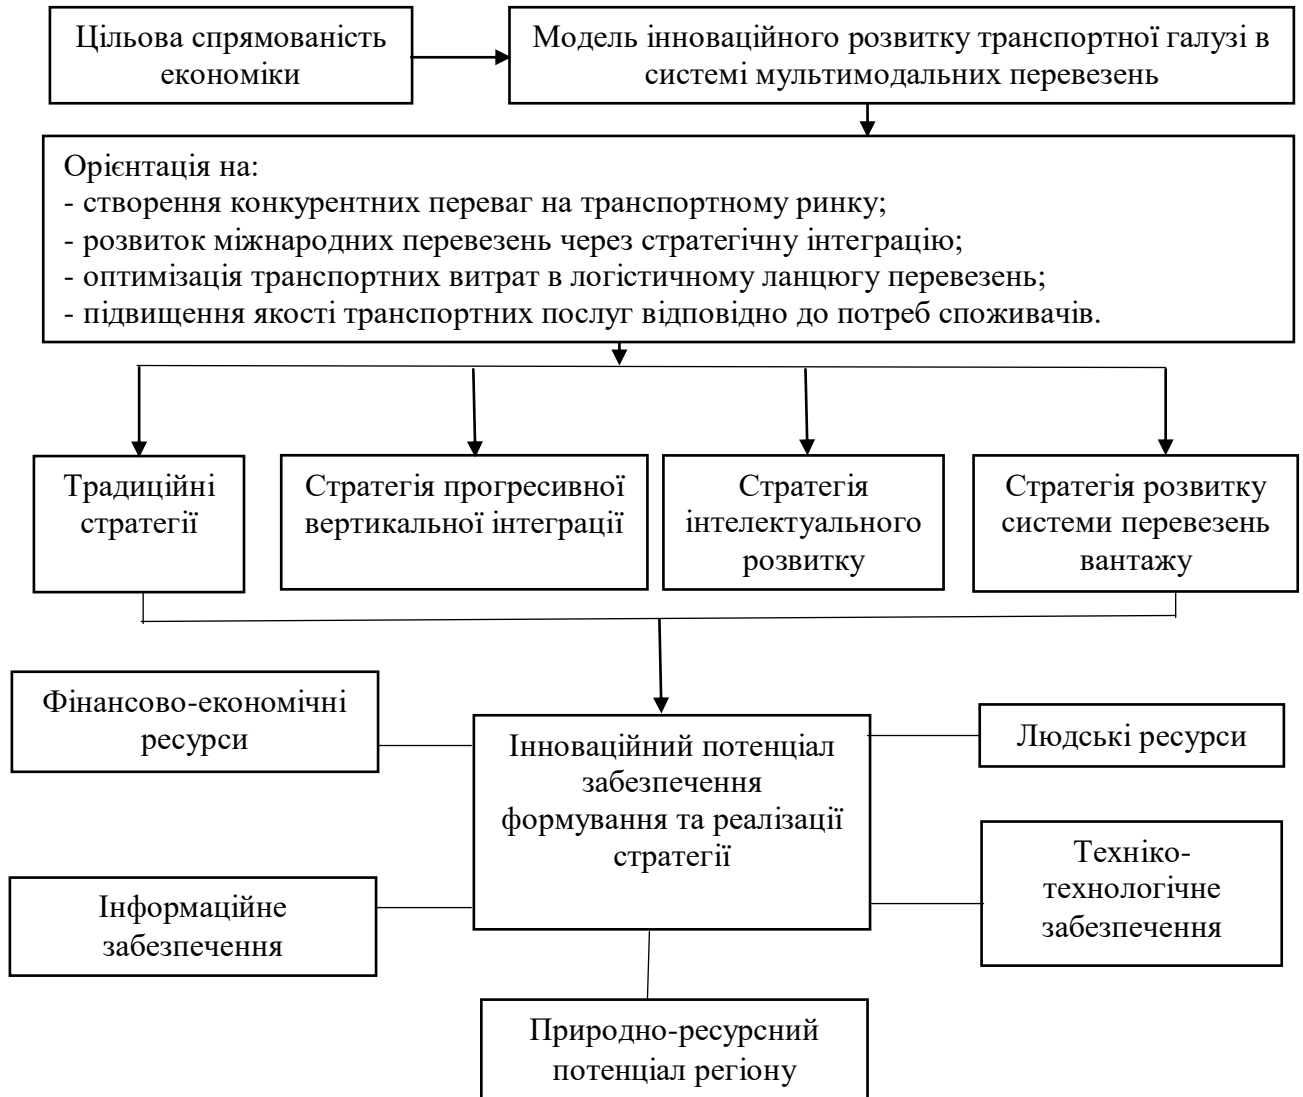 Цільова спрямованість
економіки
Модель інноваційного розвитку транспортної галузі в
системі мультимодальних перевезень
Орієнтація на:
- створення конкурентних переваг на транспортному ринку;
- розвиток міжнародних перевезень через стратегічну інтеграцію;
- оптимізація транспортних витрат в логістичному ланцюгу перевезень;
- підвищення якості транспортних послуг відповідно до потреб споживачів.
Традиційні
стратегії
Стратегія прогресивної
вертикальної інтеграції
Стратегія
інтелектуального
розвитку
Стратегія розвитку
системи перевезень
вантажу
Фінансово-економічні
ресурси
Інноваційний потенціал
забезпечення
формування та реалізації
стратегії
Людські ресурси
Інформаційне
забезпечення
Техніко-
технологічне
забезпечення
Природно-ресурсний
потенціал регіону